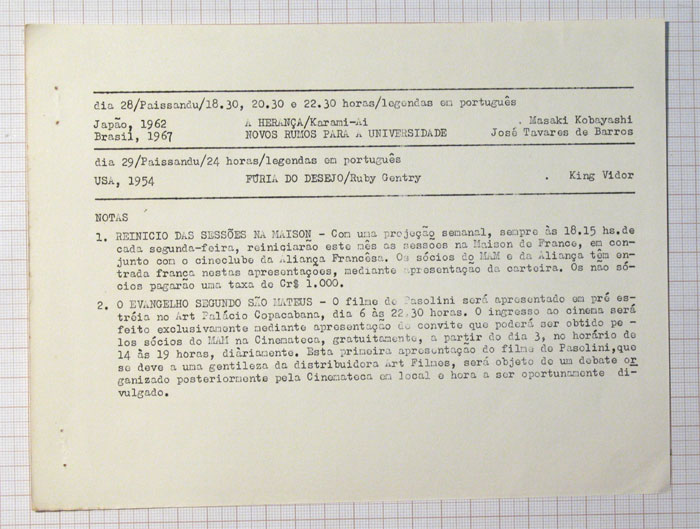 dia 28/Paissandu/18.30, 20.30 e 22.30 horas/legendas em português
Japão, 1962 A HERANÇA/Karami-Ai . Masaki Kobayashi
Brasil, 1967 NOVOS RUMOS PARA A UNIVERSIDADE José Tavares de Barros
dia 29/Paissandu/24 horas/legendas em português
USA, 1954 FÚRIA DO DESEJO/Ruby Gentry . King Vidor
NOTAS
1. REINICIO DAS SESSÕES NA MAISON - Com uma projeção semanal, sempre às 18.15 hs.de
cada segunda-feira, reiniciarão este mês as sessões na Maison de France, em con-
junto com o cineclube da Aliança Francêsa. Os sócios do MAM e da Aliança têm en-
trada franca nestas apresentações, mediante apresentação da carteira. Os não só-
cios pagarão uma taxa de Cr$ 1.000.
2. O EVANGELHO SEGUNDO SÃO MATEUS - O filme de Pasolini será apresentado em pré es-
tréia no Art Palácio Copacabana, dia 6 às 22.30 horas. O ingresso ao cinema será
feito exclusivamente mediante apresentação de convite que poderá ser obtido pe-
los sócios do MAM na Cinemateca, gratuitamente, a partir do dia 3, no horário de
14 às 19 horas, diàriamente. Esta primeira apresentação do filme de Pasolini,que
se deve a uma gentileza da distribuidora Art Filmes, será objeto de um debate or
ganizado posteriormente pela Cinemateca em local e hora a ser oportunamente di-
vulgado.